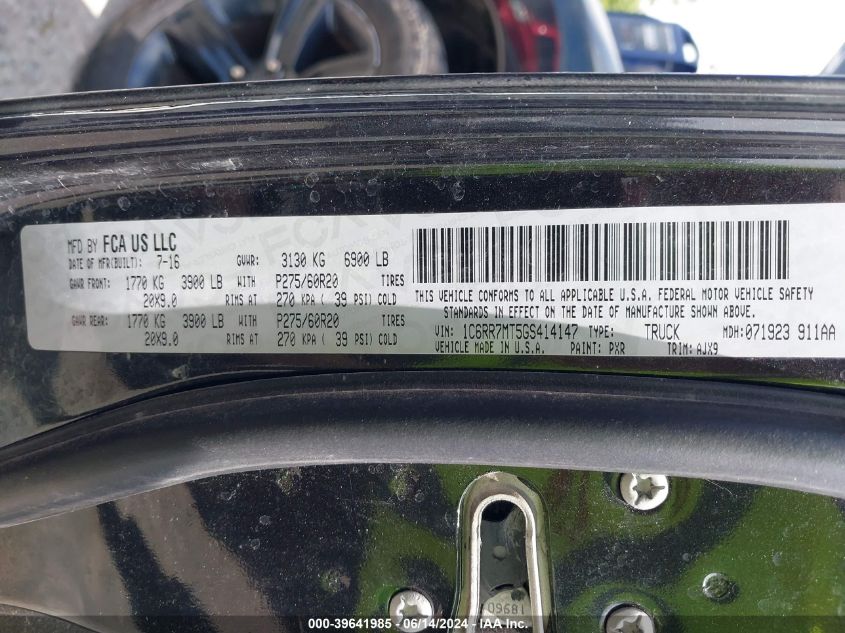 MFD BY FCA US LLC
DATE OF MFR(BUILT): 7-16 GVWR: 3130 KG 6900 LB
GAWR FRONT: 1770 KG 3900 LB WITH P275/60R20 TIRES
20X9.0 RIMS AT 270 KPA ( 39 PSI) COLD
GAWR REAR: 1770 KG 3900 LB WITH P275/60R20 TIRES
20X9.0 RIMS AT 270 KPA ( 39 PSI) COLD
THIS VEHICLE CONFORMS TO ALL APPLICABLE U.S.A. FEDERAL MOTOR VEHICLE SAFETY
STANDARDS IN EFFECT ON THE DATE OF MANUFACTURE SHOWN ABOVE.
VIN: 1C6RR7MT5GS414147 TYPE: TRUCK MDH:071923 911AA
VEHICLE MADE IN U.S.A. PAINT: PXR TRIM: AJX9
18960
000-39641985 - 06/14/2024 -